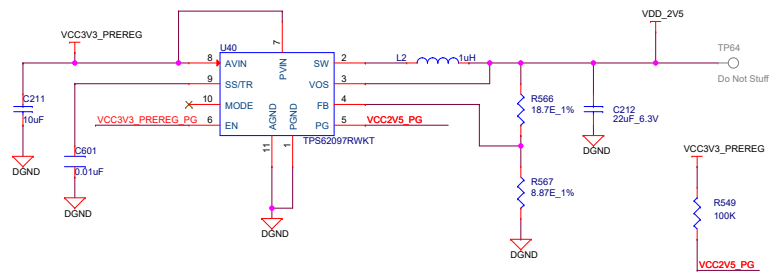 VCC3V3_PREREG
VDD_2V5
U40
7
PVIN
8
AVIN
SW
2
L2
1uH
TP64
Do Not Stuff
9
SS/TR
VOS
3
10
MODE
FB
4
C211
10uF
AGND
PGND
R566
18.7E_1%
C212
22uF_6.3V
VCC3V3_PREREG_PG
6
EN
PG
5
VCC2V5_PG
11
1
TPS62097RWKT
DGND
C601
0.01uF
DGND
VCC3V3_PREREG
DGND
R567
8.87E_1%
R549
100K
DGND
DGND
VCC2V5_PG